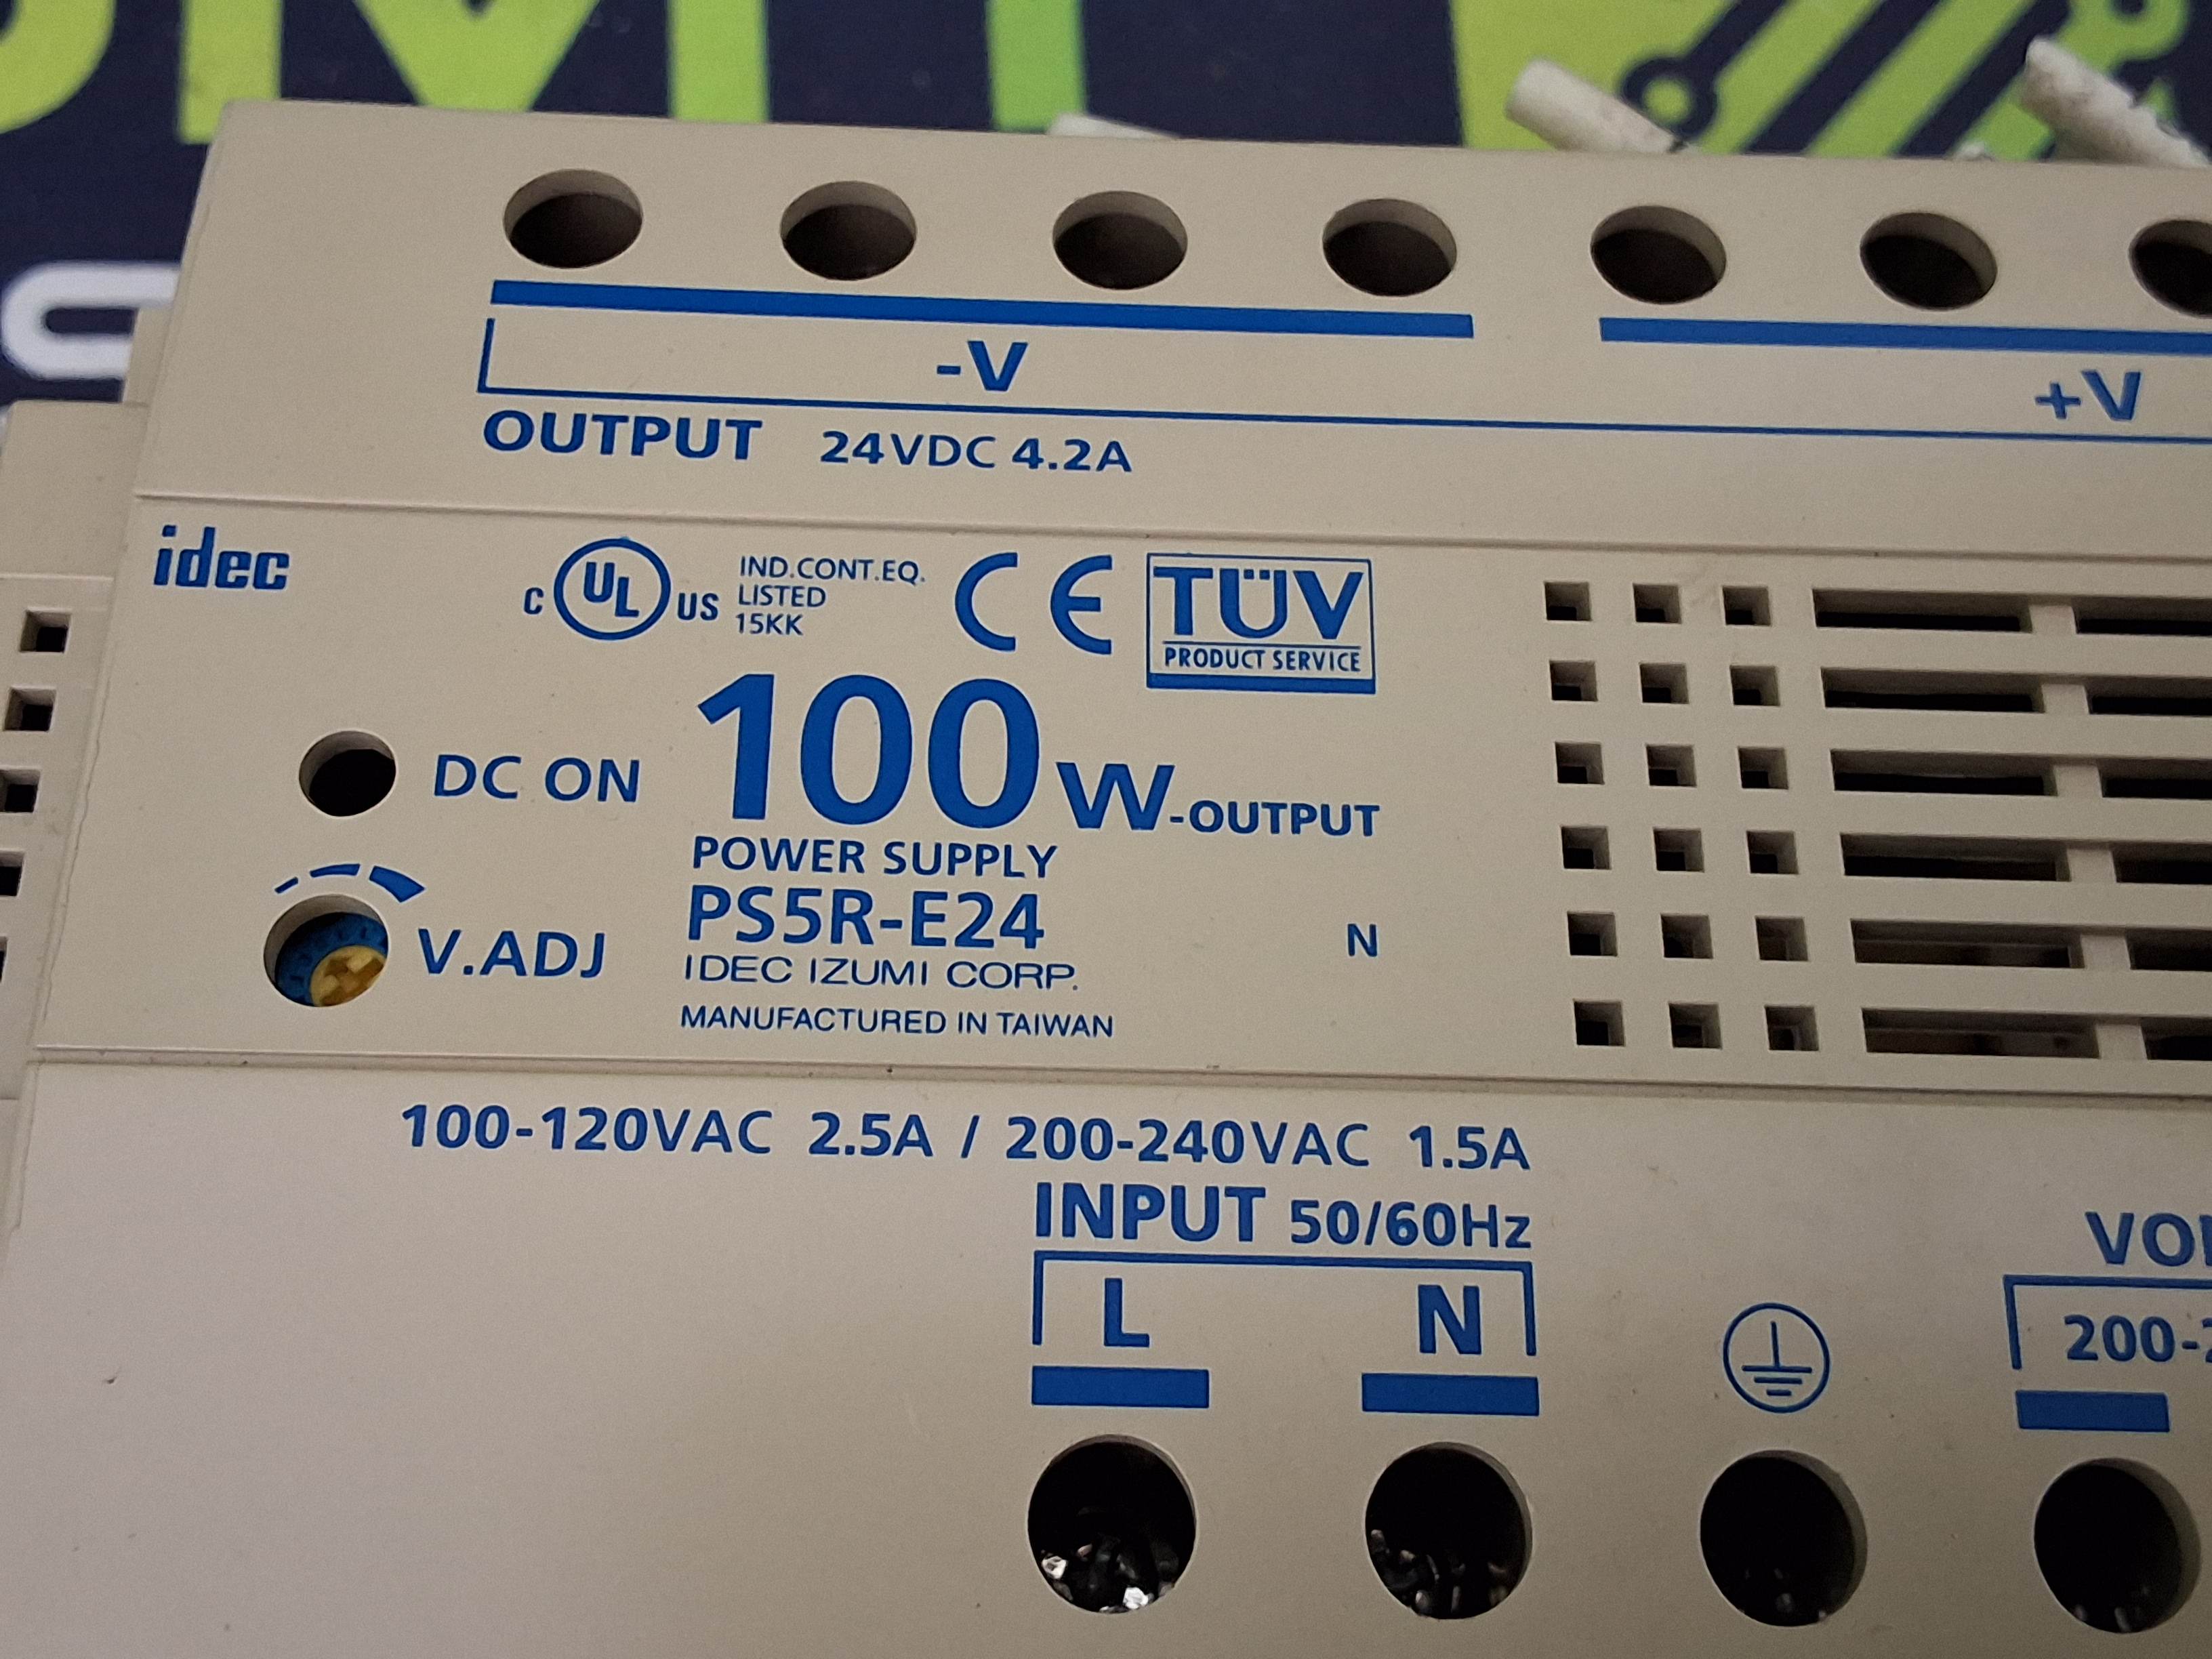 -V
+V
OUTPUT 24VDC 4.2A
idec
C UL US
IND.CONT.EQ.
LISTED
15KK
CE
TÜV
PRODUCT SERVICE
DC ON
100W-OUTPUT
POWER SUPPLY
V.ADJ
PS5R-E24
N
IDEC IZUMI CORP.
MANUFACTURED IN TAIWAN
100-120VAC 2.5A / 200-240VAC 1.5A
INPUT 50/60Hz
L N
200-